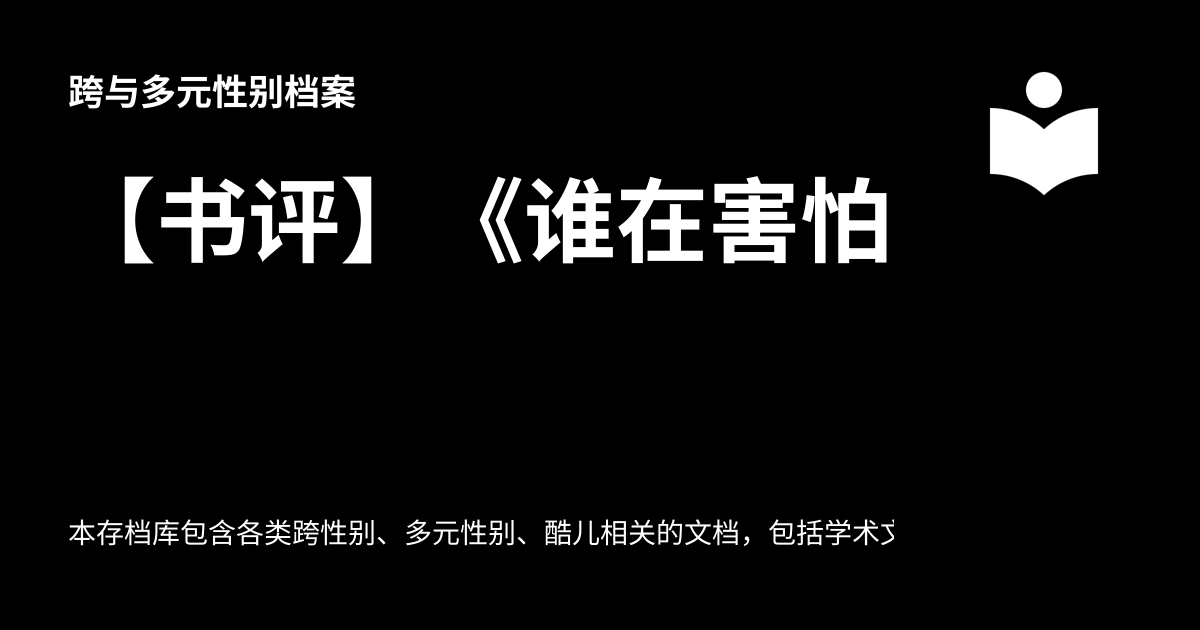 跨与多元性别档案
【书评】《谁在害怕
本存档库包含各类跨性别、多元性别、酷儿相关的文档，包括学术